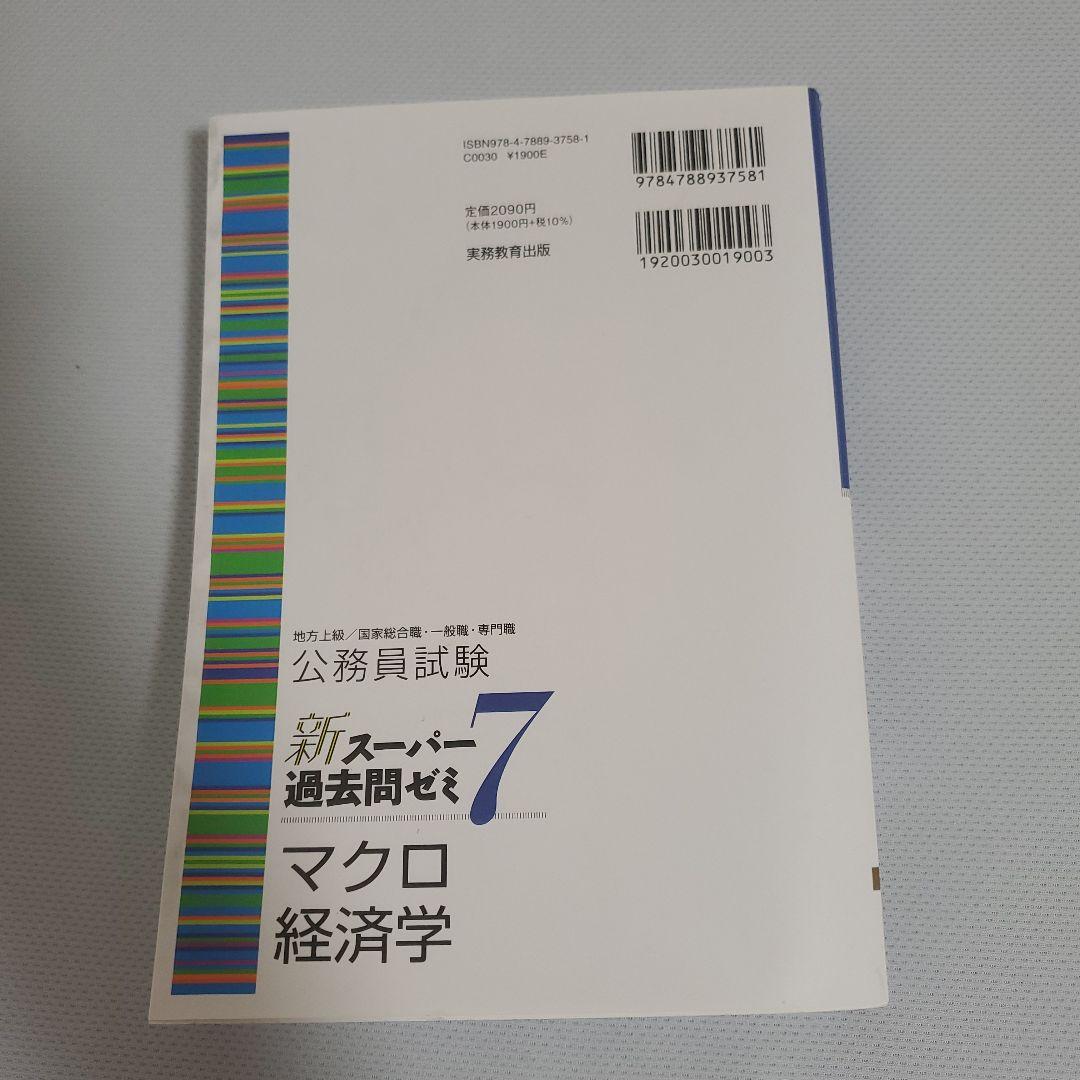 ISBN978-4-7889-3758-1
C0030 ¥1900E
9784788937581
定価2090円
(本体1900円+税10%)
実務教育出版
1920030019003
地方上級／国家総合職・一般職・専門職
公務員試験
新スーパー
過去問ゼミ7
マクロ
経済学